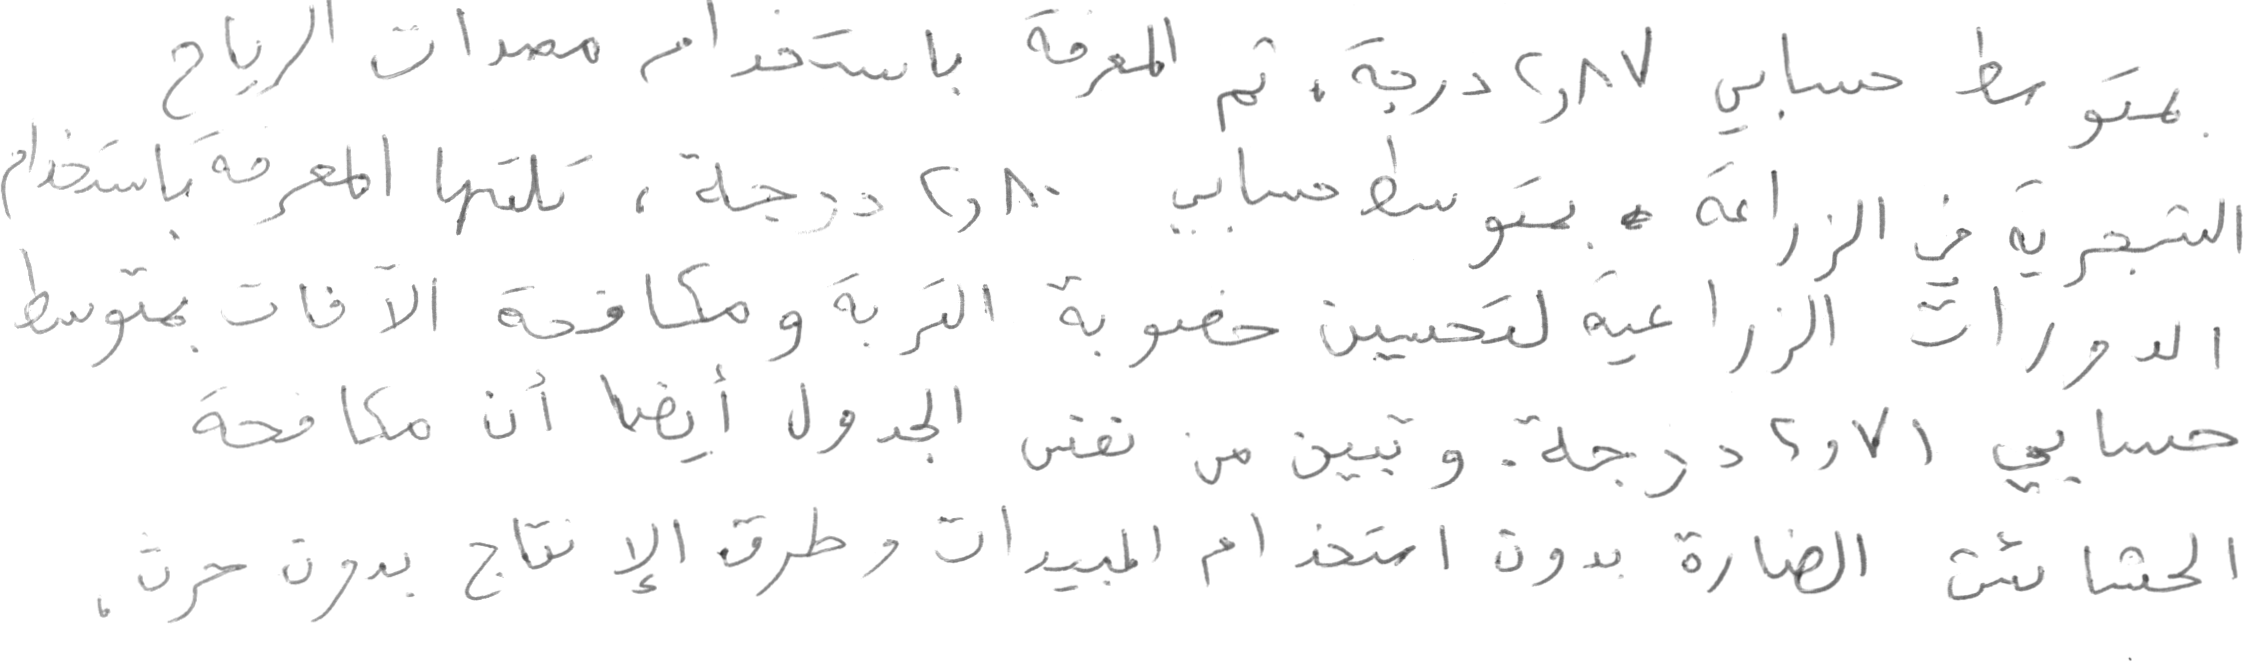 بمتوسط حسابي ٢,٨٧ درجة، ثم المعرفة باستخدام مصدات الرياح
الشجرية في الزراعة، بمتوسط حسابي ٢,٨٠ درجة، تلتها المعرفة باستخدام
الدورات الزراعية لتحسين خصوبة التربة ومكافحة الآفات بمتوسط
حسابي ٢,٧١ درجة. وتبين من نفس الجدول أيضا أن مكافحة
الحشائش الضارة بدون استخدام المبيدات وطرق الإنتاج بدون حرث،